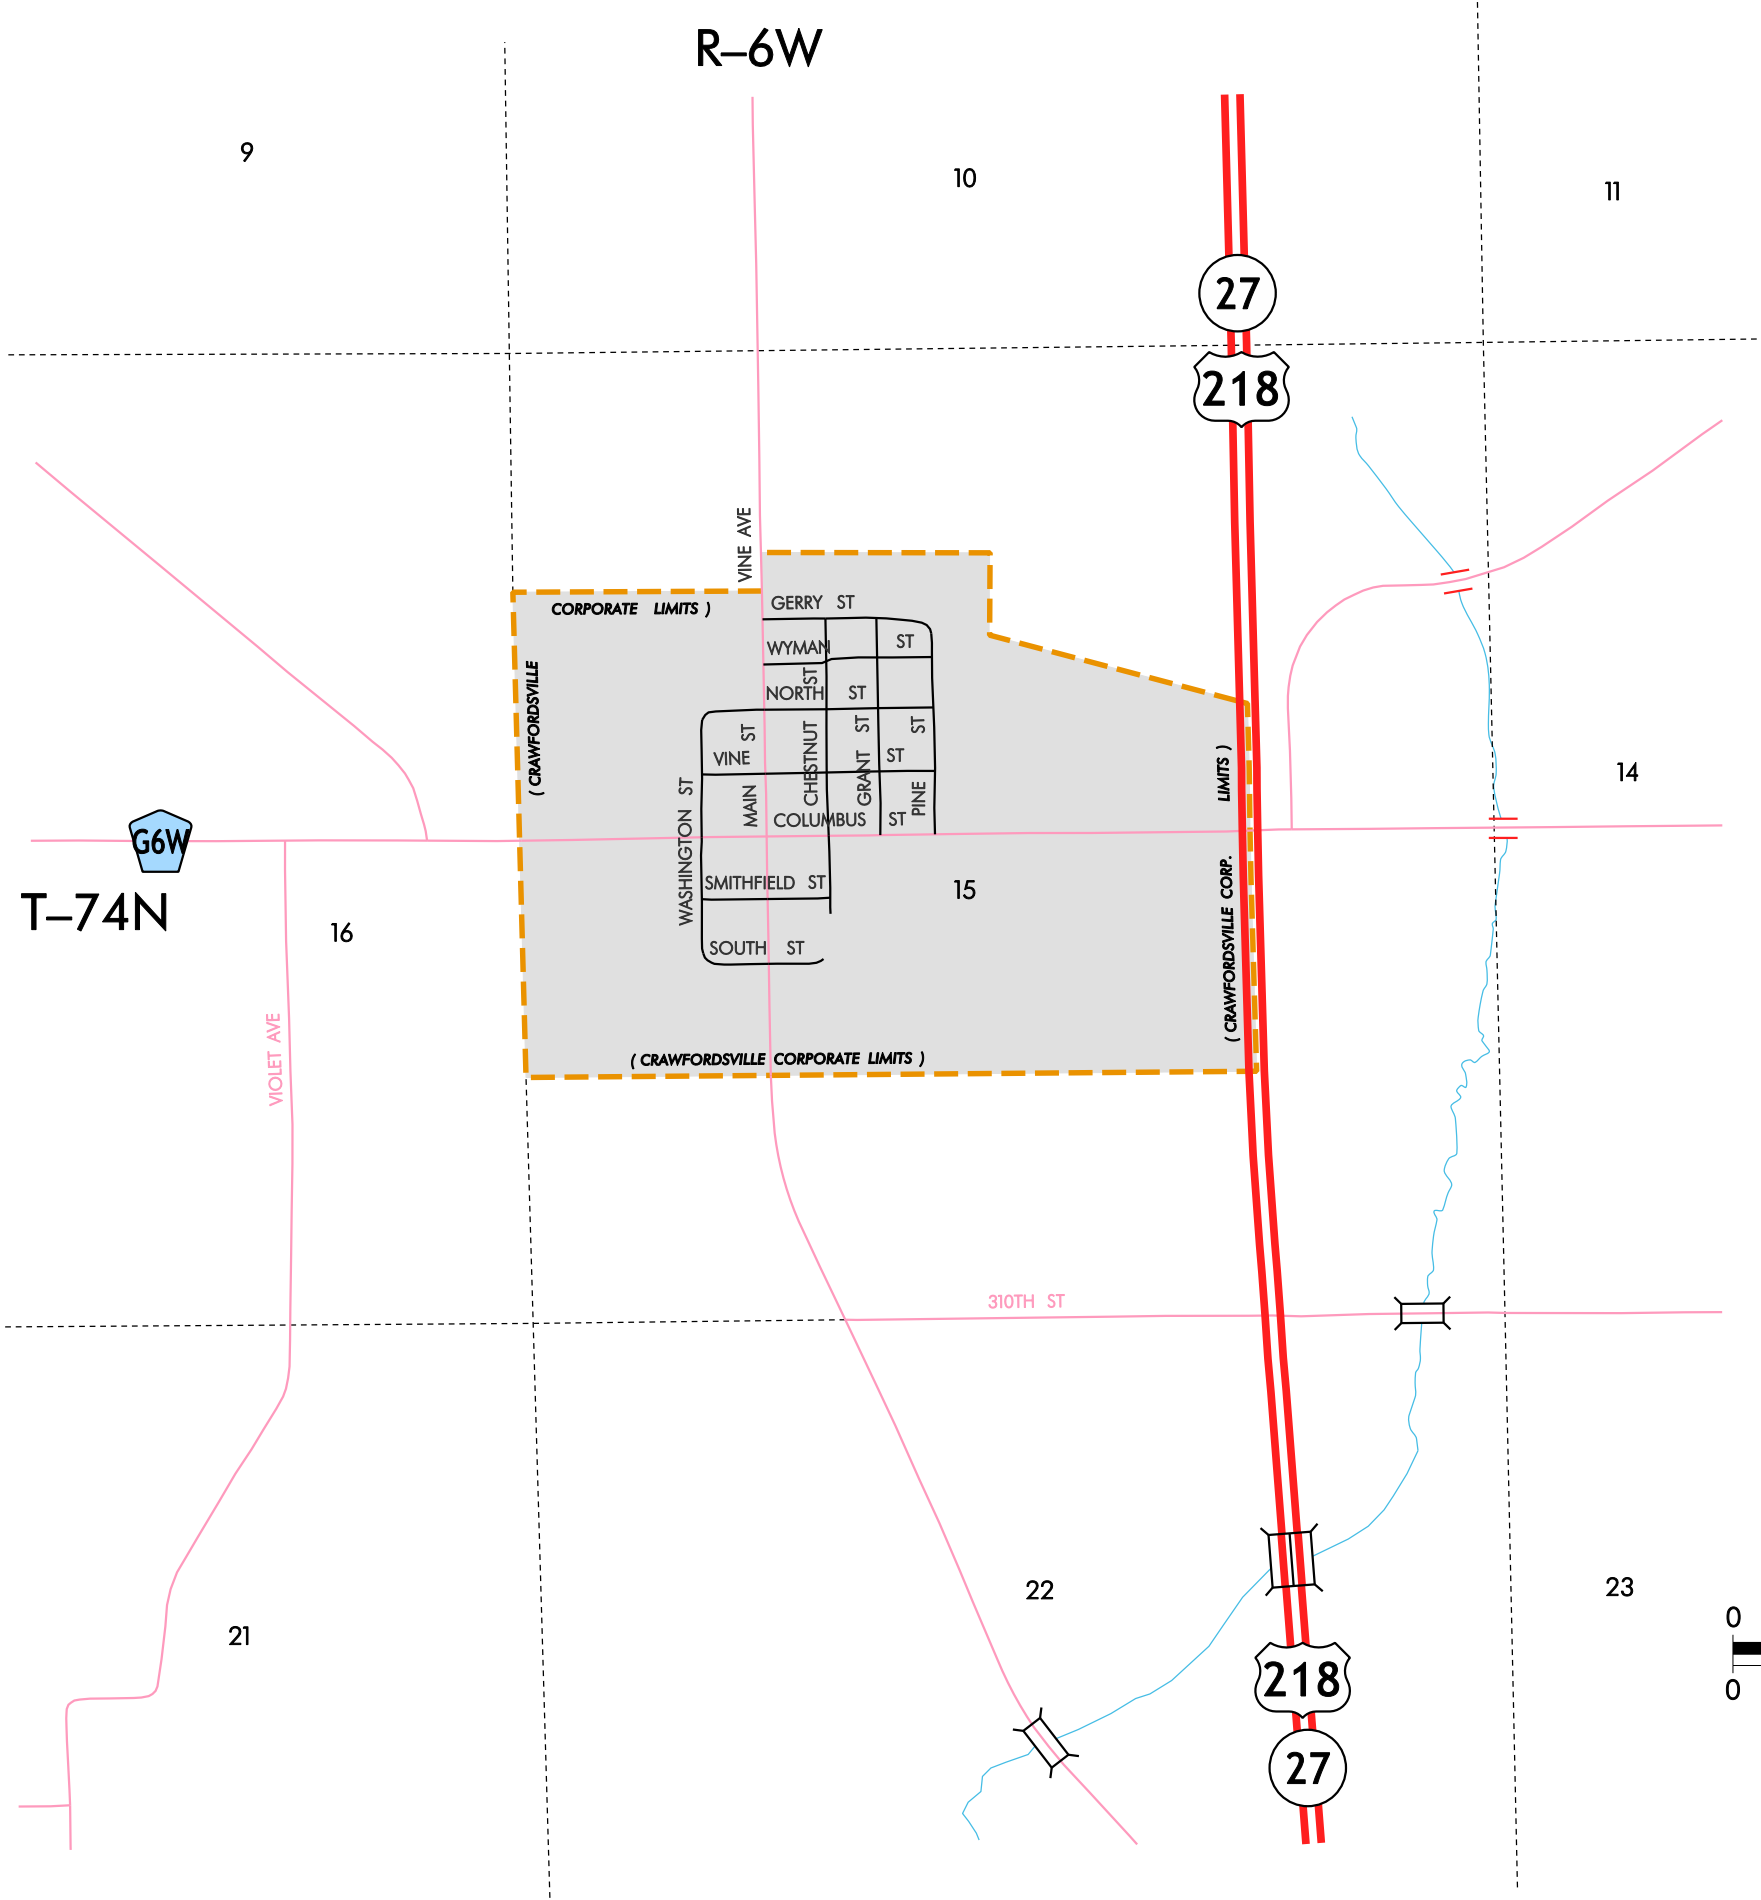 R–6W
9
10
11
27
218
VINE AVE
CORPORATE LIMITS )
GERRY ST
WYMAN ST
( CRAWFORDSVILLE
NORTH ST
ST
VINE ST
MAIN ST
CHESTNUT ST
GRANT ST
PINE ST
WASHINGTON ST
COLUMBUS ST
( CRAWFORDSVILLE CORP. LIMITS )
14
G6W
T–74N
16
SMITHFIELD ST
15
SOUTH ST
VIOLET AVE
( CRAWFORDSVILLE CORPORATE LIMITS )
310TH ST
22
23
21
0
0
218
27